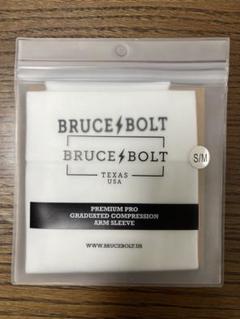 BRUCE BOLT
BRUCE BOLT
TEXAS
USA
S/M
PREMIUM PRO
GRADUATED COMPRESSION
ARM SLEEVE
WWW.BRUCEBOLT.US